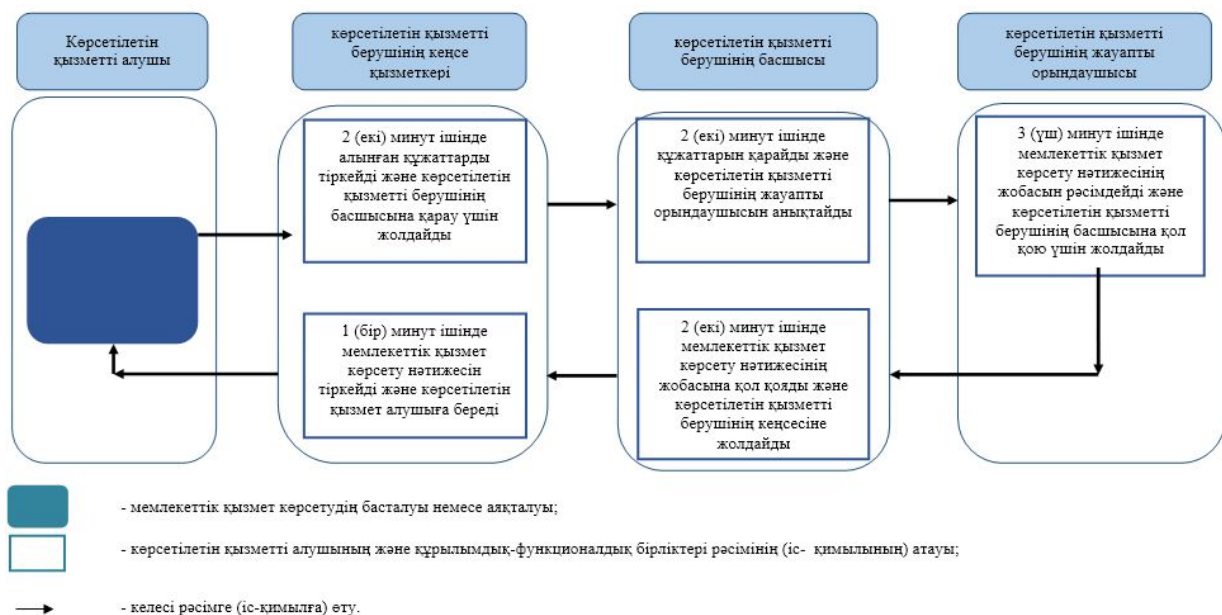 Көрсетілетін
қызметті алушы
көрсетілетін қызметті
берушінің кеңсе
қызметкері
көрсетілетін қызметті
берушінің басшысы
көрсетілетін қызметті
берушінің жауапты
орындаушысы
2 (екі) минут ішінде
алынған құжаттарды
тіркейді және көрсетілетін
қызметті берушінің
басшысына қарау үшін
жолдайды
2 (екі) минут ішінде
құжаттарын қарайды және
көрсетілетін қызметті
берушінің жауапты
орындаушысын анықтайды
3 (үш) минут ішінде
мемлекеттік қызмет
көрсету нәтижесінің
жобасын рәсімдейді және
көрсетілетін қызметті
берушінің басшысына қол
қою үшін жолдайды
1 (бір) минут ішінде
мемлекеттік қызмет
көрсету нәтижесін
тіркейді және көрсетілетін
қызмет алушыға береді
2 (екі) минут ішінде
мемлекеттік қызмет
көрсету нәтижесінің
жобасына қол қояды және
көрсетілетін қызметті
берушінің кеңсесіне
жолдайды
- мемлекеттік қызмет көрсетудің басталуы немесе аяқталуы;
- көрсетілетін қызметті алушының және құрылымдық-функционалдық бірліктері рәсімінің (іс- қимылының) атауы;
- келесі рәсімге (іс-қимылға) өту.